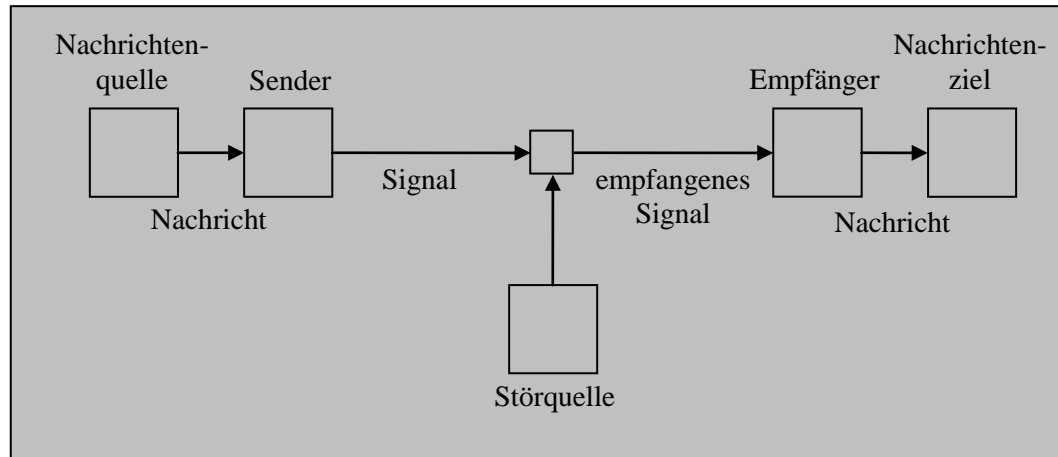 Nachrichten-
quelle
Sender
Empfänger
Nachrichten-
ziel
Signal
empfangenes
Signal
Nachricht
Nachricht
Störquelle